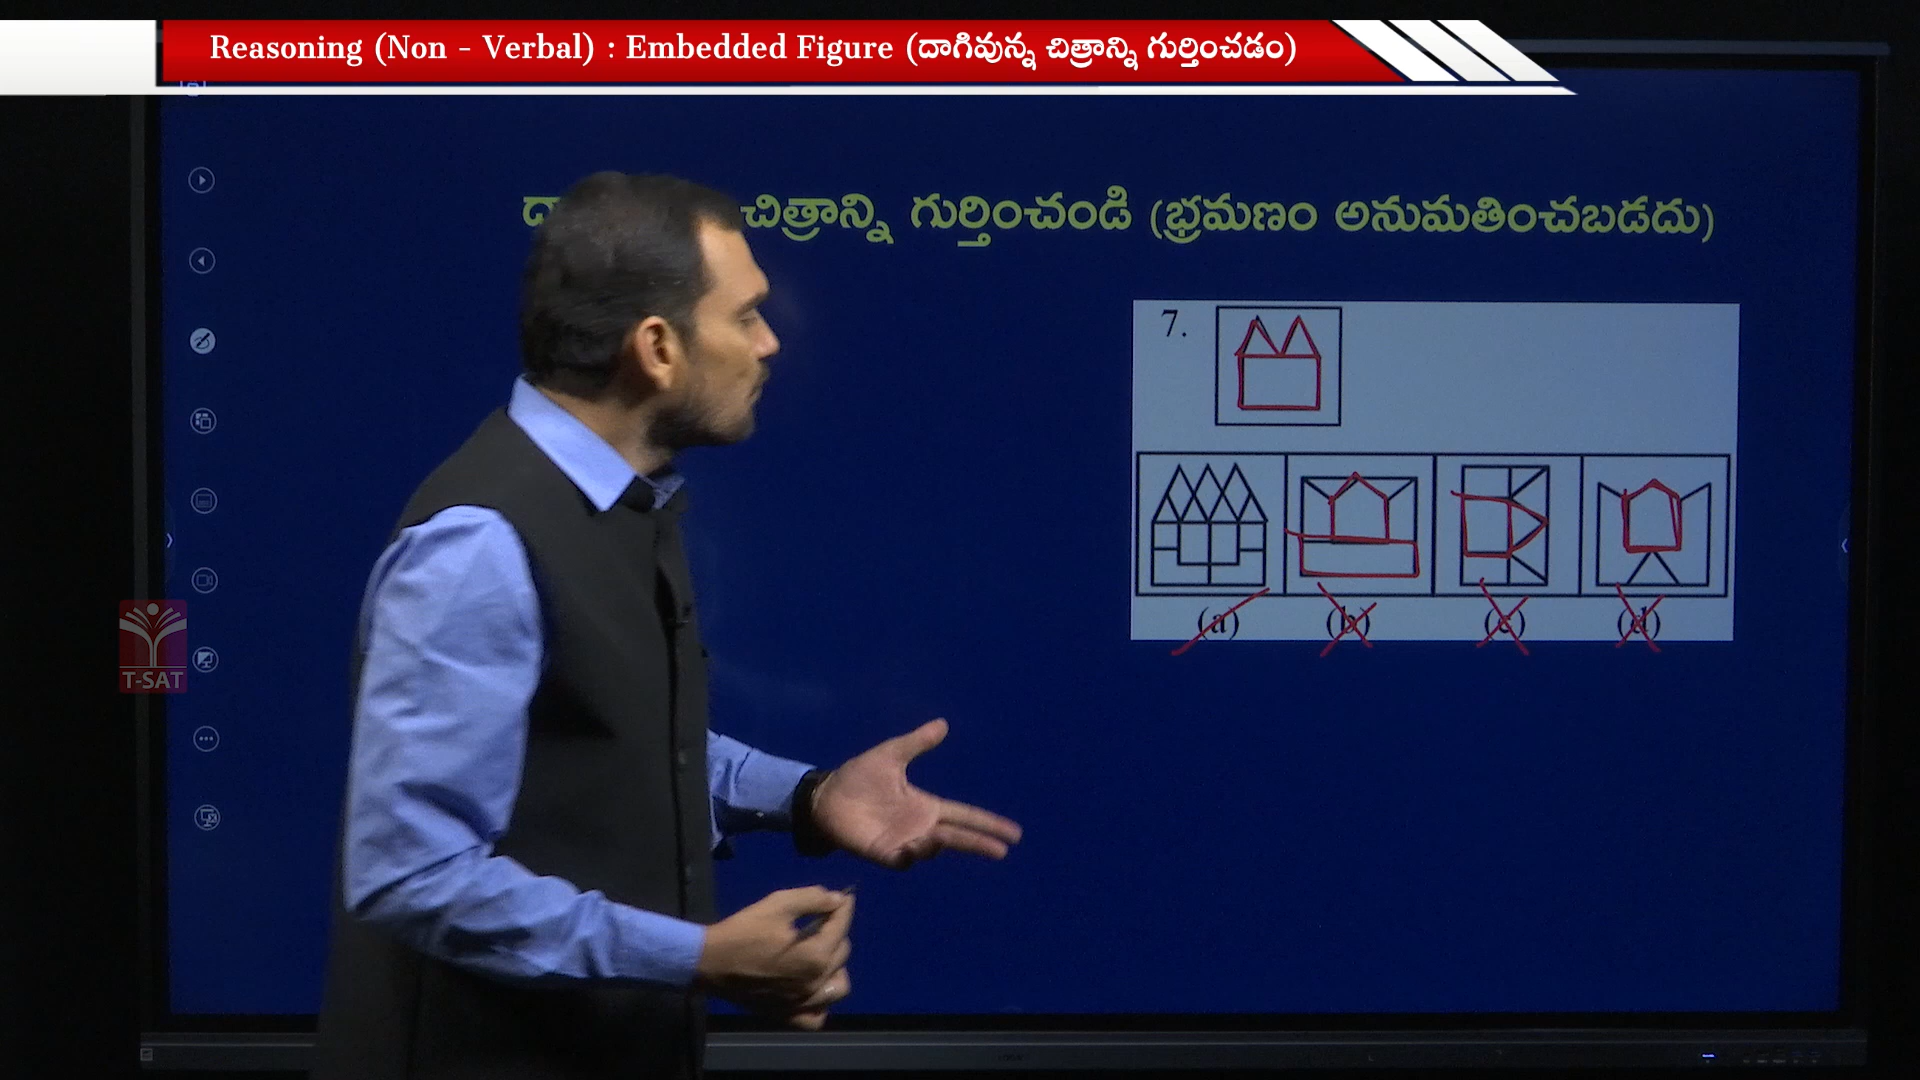 Reasoning (Non - Verbal) : Embedded Figure (దాగివున్న చిత్రాన్ని గుర్తించడం)
చిత్రాన్ని గుర్తించండి (భ్రమణం అనుమతించబడదు)
7.
(a) (b) (c) (d)
T-SAT